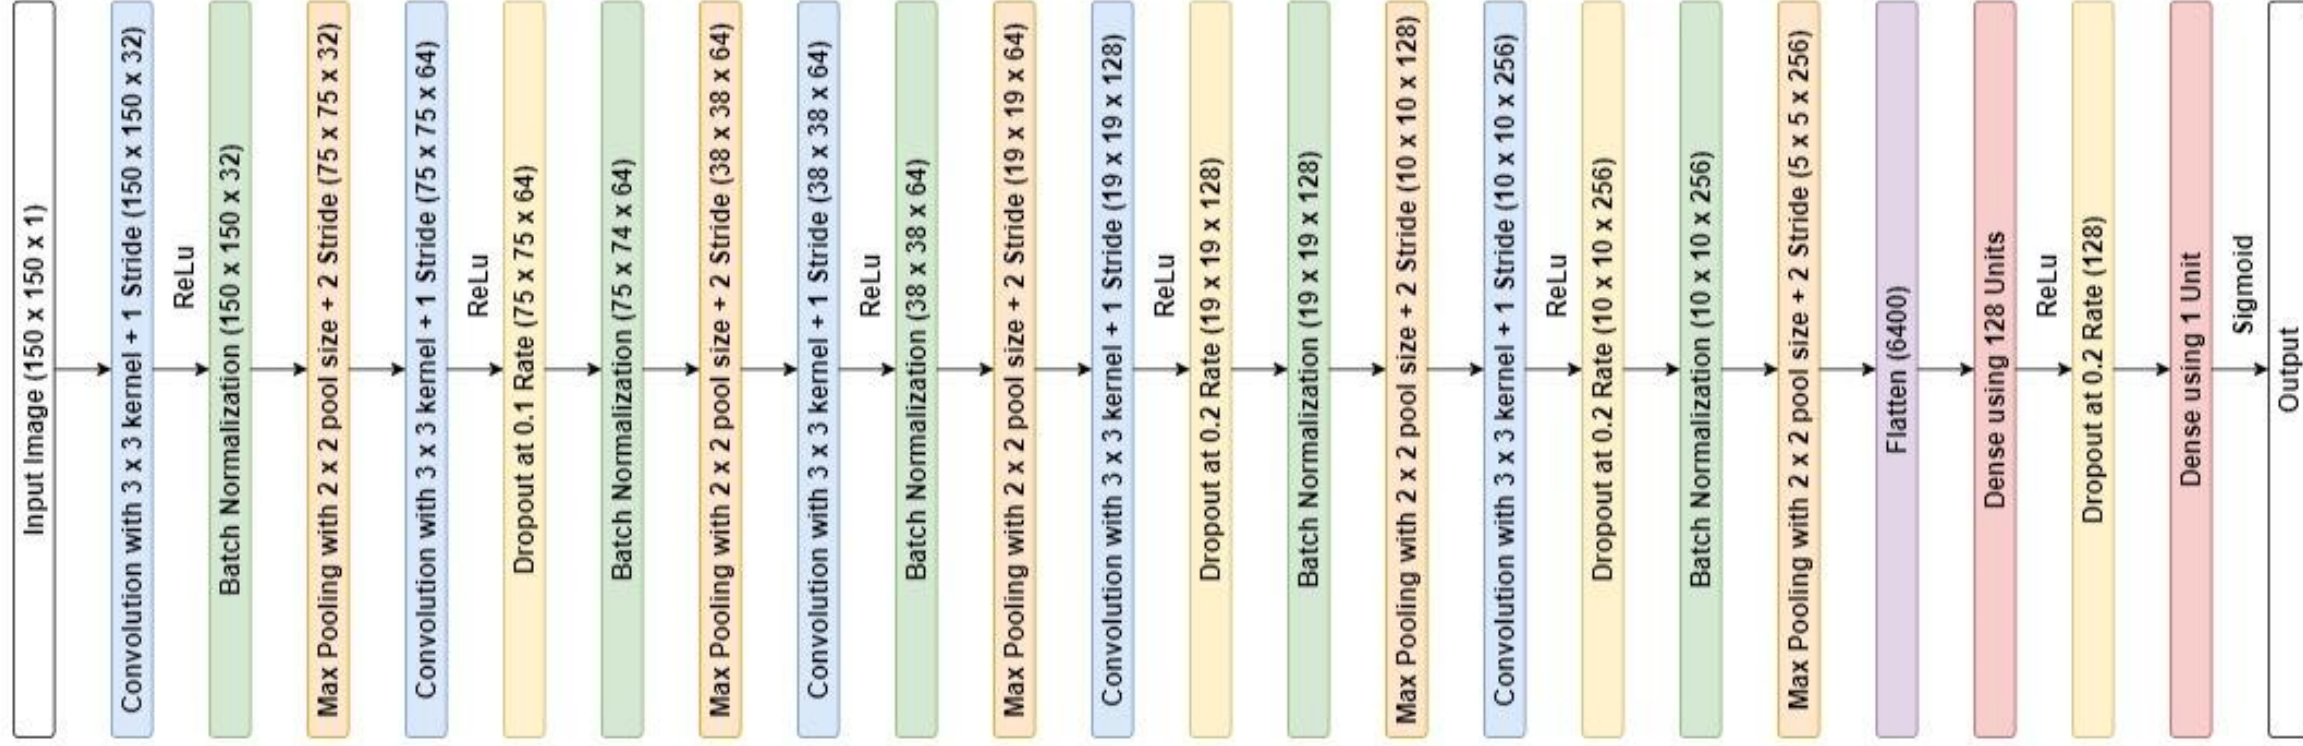 Input Image (150 x 150 x 1)
Convolution with 3 x 3 kernel + 1 Stride (150 x 150 x 32)
ReLu
Batch Normalization (150 x 150 x 32)
Max Pooling with 2 x 2 pool size + 2 Stride (75 x 75 x 32)
Convolution with 3 x 3 kernel + 1 Stride (75 x 75 x 64)
ReLu
Dropout at 0.1 Rate (75 x 75 x 64)
Batch Normalization (75 x 74 x 64)
Max Pooling with 2 x 2 pool size + 2 Stride (38 x 38 x 64)
Convolution with 3 x 3 kernel + 1 Stride (38 x 38 x 64)
ReLu
Batch Normalization (38 x 38 x 64)
Max Pooling with 2 x 2 pool size + 2 Stride (19 x 19 x 64)
Convolution with 3 x 3 kernel + 1 Stride (19 x 19 x 128)
ReLu
Dropout at 0.2 Rate (19 x 19 x 128)
Batch Normalization (19 x 19 x 128)
Max Pooling with 2 x 2 pool size + 2 Stride (10 x 10 x 128)
Convolution with 3 x 3 kernel + 1 Stride (10 x 10 x 256)
ReLu
Dropout at 0.2 Rate (10 x 10 x 256)
Batch Normalization (10 x 10 x 256)
Max Pooling with 2 x 2 pool size + 2 Stride (5 x 5 x 256)
Flatten (6400)
Dense using 128 Units
ReLu
Dropout at 0.2 Rate (128)
Dense using 1 Unit
Sigmoid
Output